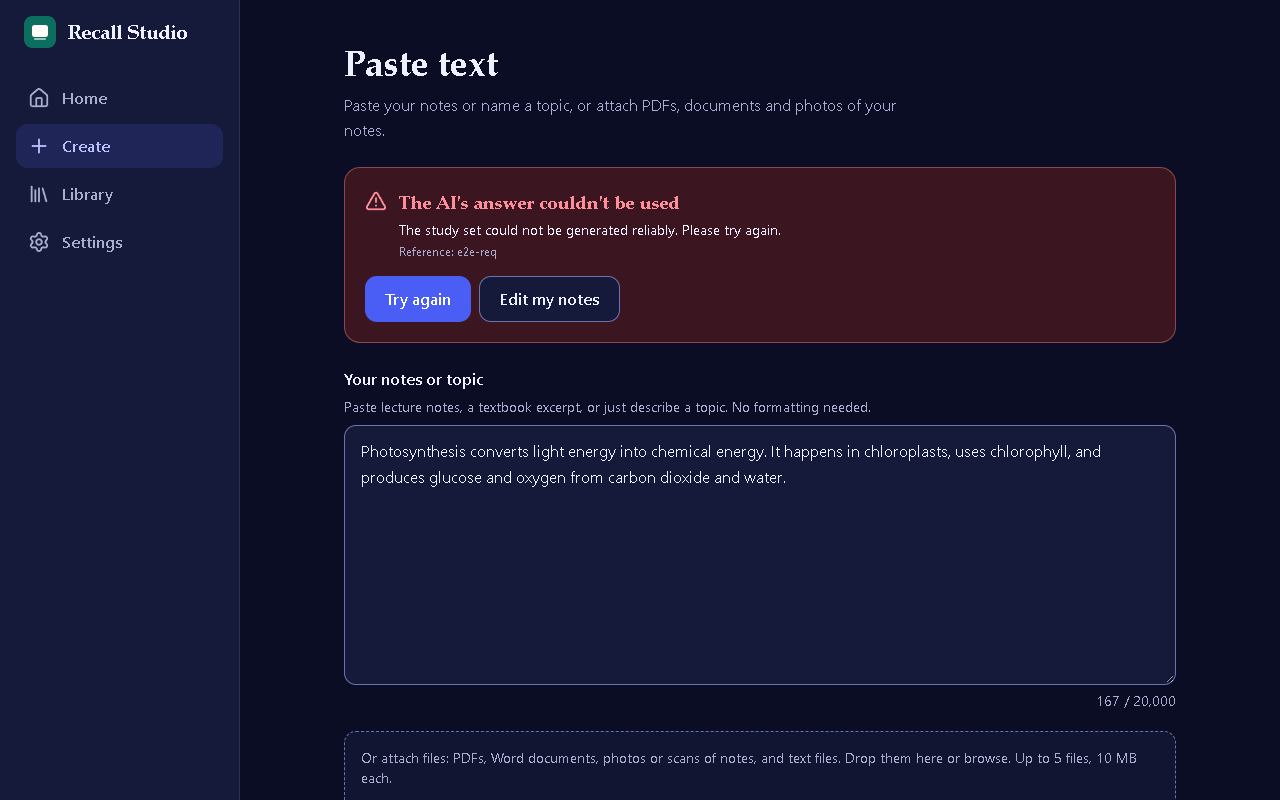 Recall Studio
Home
Create
Library
Settings
Paste text
Paste your notes or name a topic, or attach PDFs, documents and photos of your
notes.
The AI's answer couldn't be used
The study set could not be generated reliably. Please try again.
Reference: e2e-req
Try again
Edit my notes
Your notes or topic
Paste lecture notes, a textbook excerpt, or just describe a topic. No formatting needed.
Photosynthesis converts light energy into chemical energy. It happens in chloroplasts, uses chlorophyll, and
produces glucose and oxygen from carbon dioxide and water.
167 / 20,000
Or attach files: PDFs, Word documents, photos or scans of notes, and text files. Drop them here or browse. Up to 5 files, 10 MB
each.